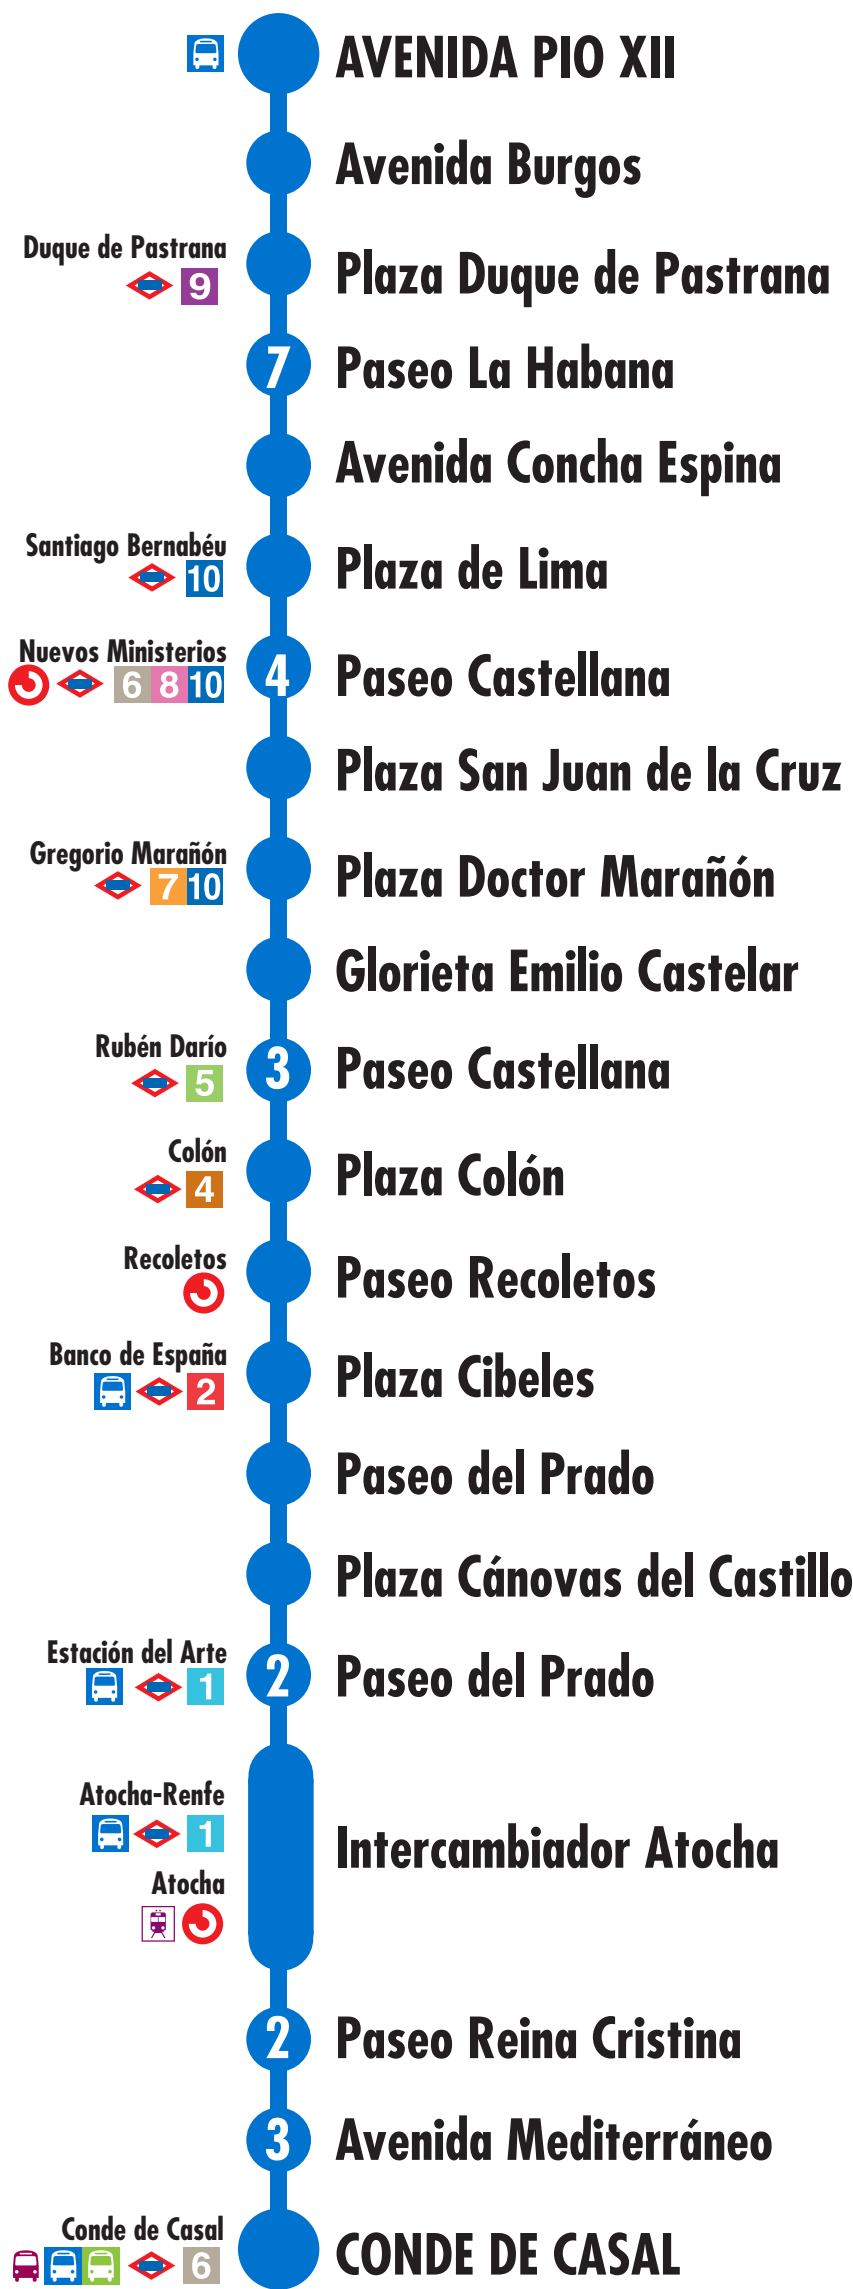 AVENIDA PIO XII
Avenida Burgos
Duque de Pastrana
9
Plaza Duque de Pastrana
7
Paseo La Habana
Avenida Concha Espina
Santiago Bernabéu
10
Plaza de Lima
Nuevos Ministerios
6 8 10
4
Paseo Castellana
Plaza San Juan de la Cruz
Gregorio Marañón
7 10
Plaza Doctor Marañón
Glorieta Emilio Castelar
Rubén Darío
5
3
Paseo Castellana
Colón
4
Plaza Colón
Recoletos
Paseo Recoletos
Banco de España
2
Plaza Cibeles
Paseo del Prado
Plaza Cánovas del Castillo
Estación del Arte
1
2
Paseo del Prado
Atocha-Renfe
1
Atocha
Intercambiador Atocha
2
Paseo Reina Cristina
3
Avenida Mediterráneo
Conde de Casal
6
CONDE DE CASAL